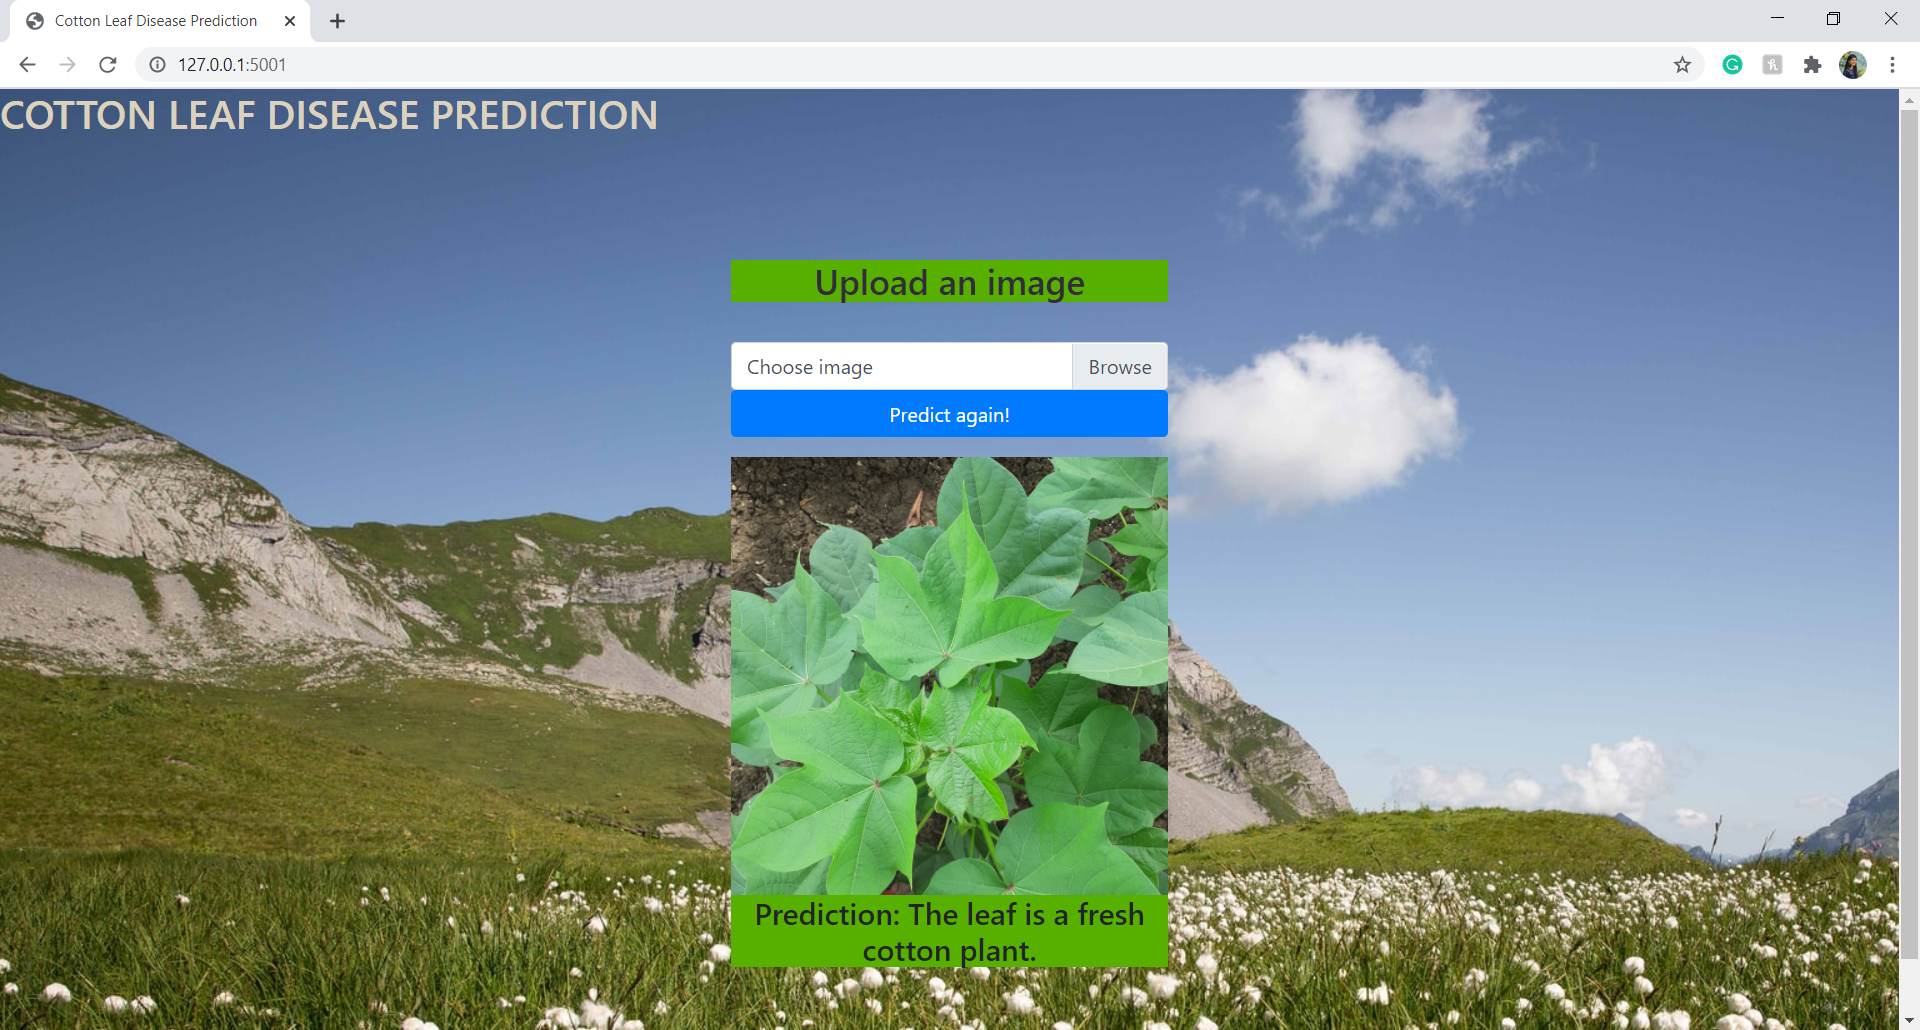 Cotton Leaf Disease Prediction
127.0.0.1:5001
COTTON LEAF DISEASE PREDICTION
Upload an image
Choose image
Browse
Predict again!
Prediction: The leaf is a fresh
cotton plant.